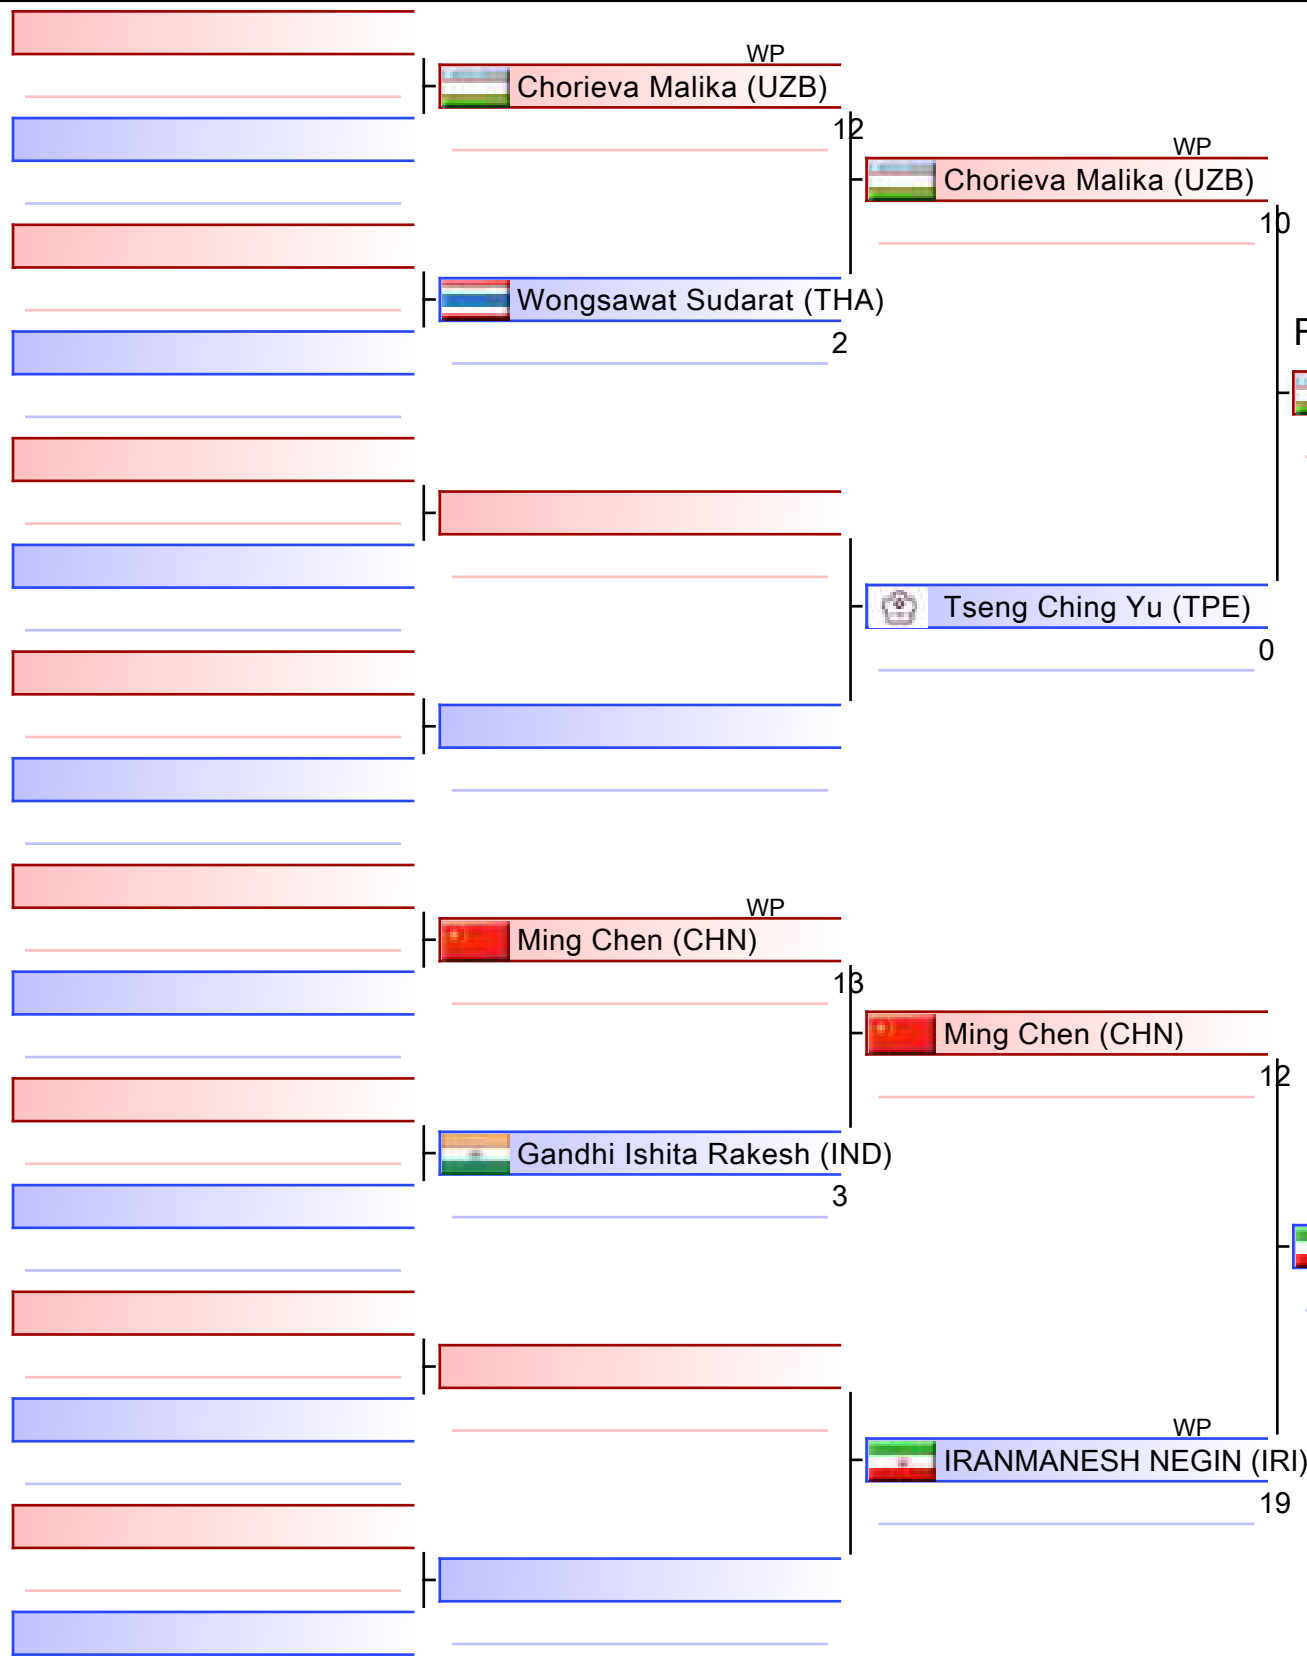 WP
Chorieva Malika (UZB)
12
WP
Chorieva Malika (UZB)
10
Wongsawat Sudarat (THA)
2
Tseng Ching Yu (TPE)
0
WP
Ming Chen (CHN)
13
Ming Chen (CHN)
12
Gandhi Ishita Rakesh (IND)
3
WP
IRANMANESH NEGIN (IRI)
19